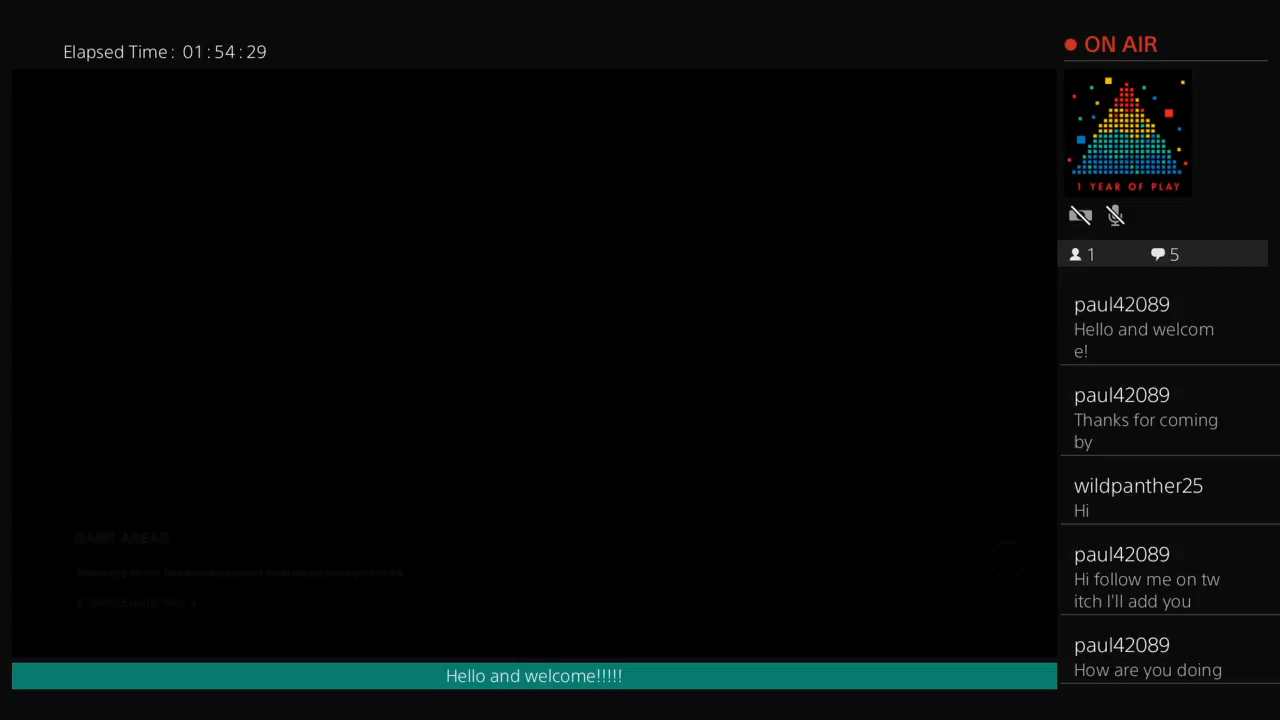 Elapsed Time: 01:54:29
ON AIR
1 YEAR OF PLAY
1
5
paul42089
Hello and welcom
e!
paul42089
Thanks for coming
by
wildpanther25
Hi
paul42089
Hi follow me on tw
itch I'll add you
paul42089
How are you doing
DARK AREAS
Hello and welcome!!!!!